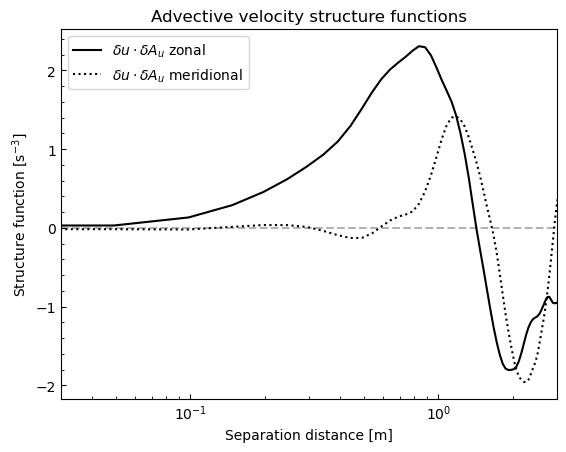 Advective velocity structure functions
δu · δA_u zonal
δu · δA_u meridional
Structure function [s⁻³]
2
1
0
−1
−2
10⁻¹
10⁰
Separation distance [m]